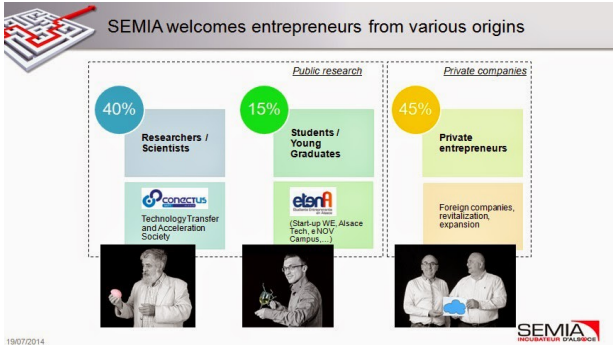 SEMIA welcomes entrepreneurs from various origins
Public research
Private companies
40%
15%
45%
Researchers /
Scientists
Students /
Young
Graduates
Private
entrepreneurs
conectus
Technology Transfer
and Acceleration
Society
etenA
(Start-up WE, Alsace
Tech, eNOV
Campus,...)
Foreign companies,
revitalization,
expansion
SEMIA
INCUBATEUR D'ALSACE
19/07/2014